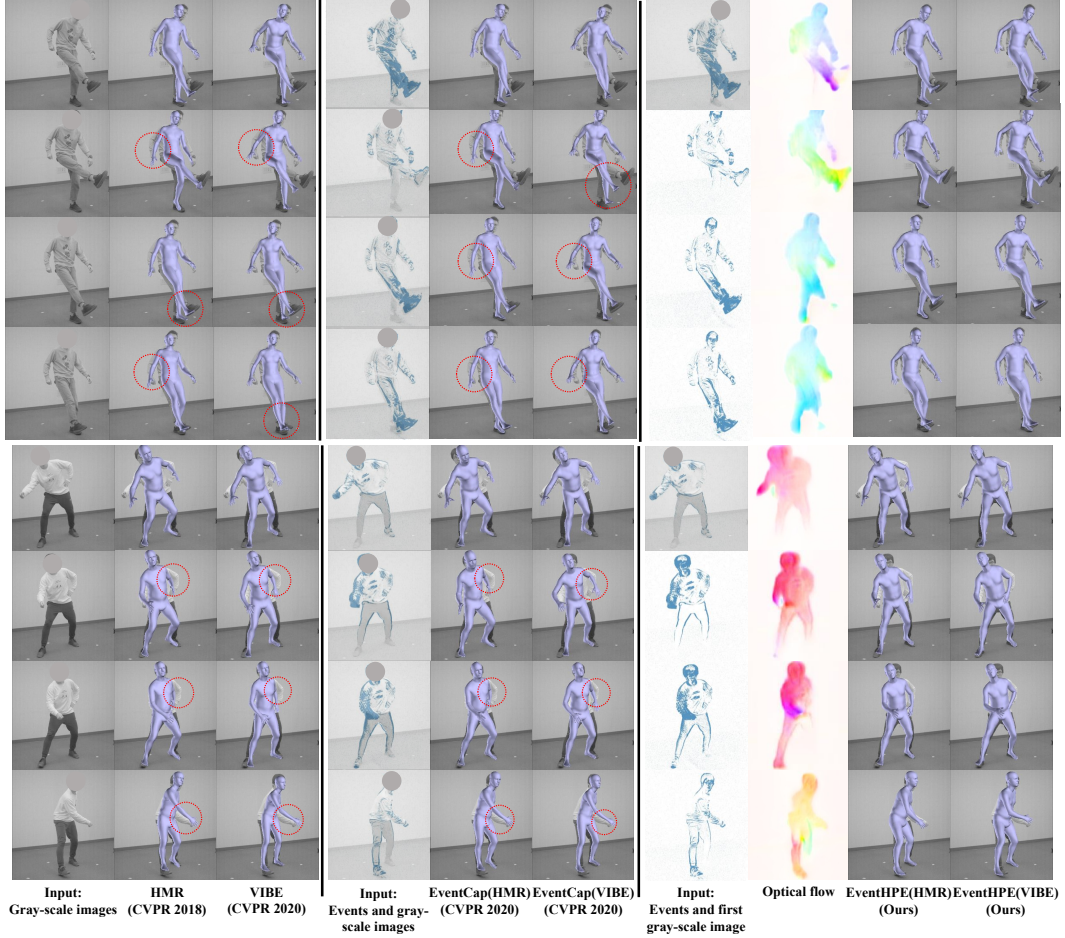 Input:
Gray-scale images
HMR
(CVPR 2018)
VIBE
(CVPR 2020)
Input:
Events and gray-
scale images
EventCap(HMR)
(CVPR 2020)
EventCap(VIBE)
(CVPR 2020)
Input:
Events and first
gray-scale image
Optical flow
EventHPE(HMR)
(Ours)
EventHPE(VIBE)
(Ours)